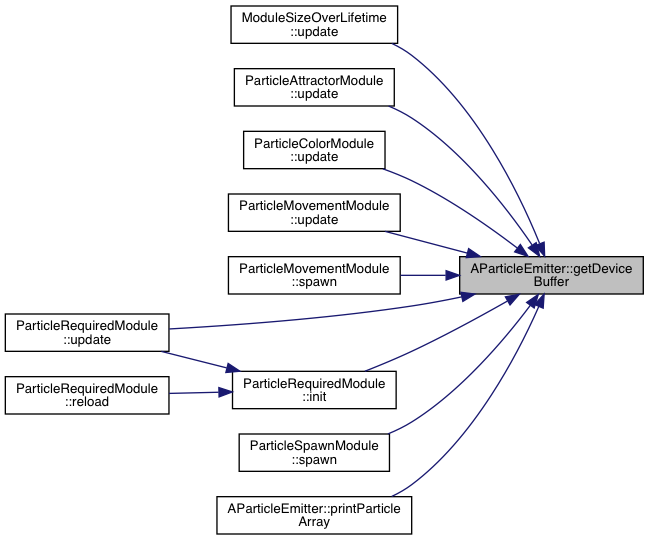 ModuleSizeOverLifetime
::update
ParticleAttractorModule
::update
ParticleColorModule
::update
ParticleMovementModule
::update
ParticleMovementModule
::spawn
AParticleEmitter::getDevice
Buffer
ParticleRequiredModule
::update
ParticleRequiredModule
::reload
ParticleRequiredModule
::init
ParticleSpawnModule
::spawn
AParticleEmitter::printParticle
Array